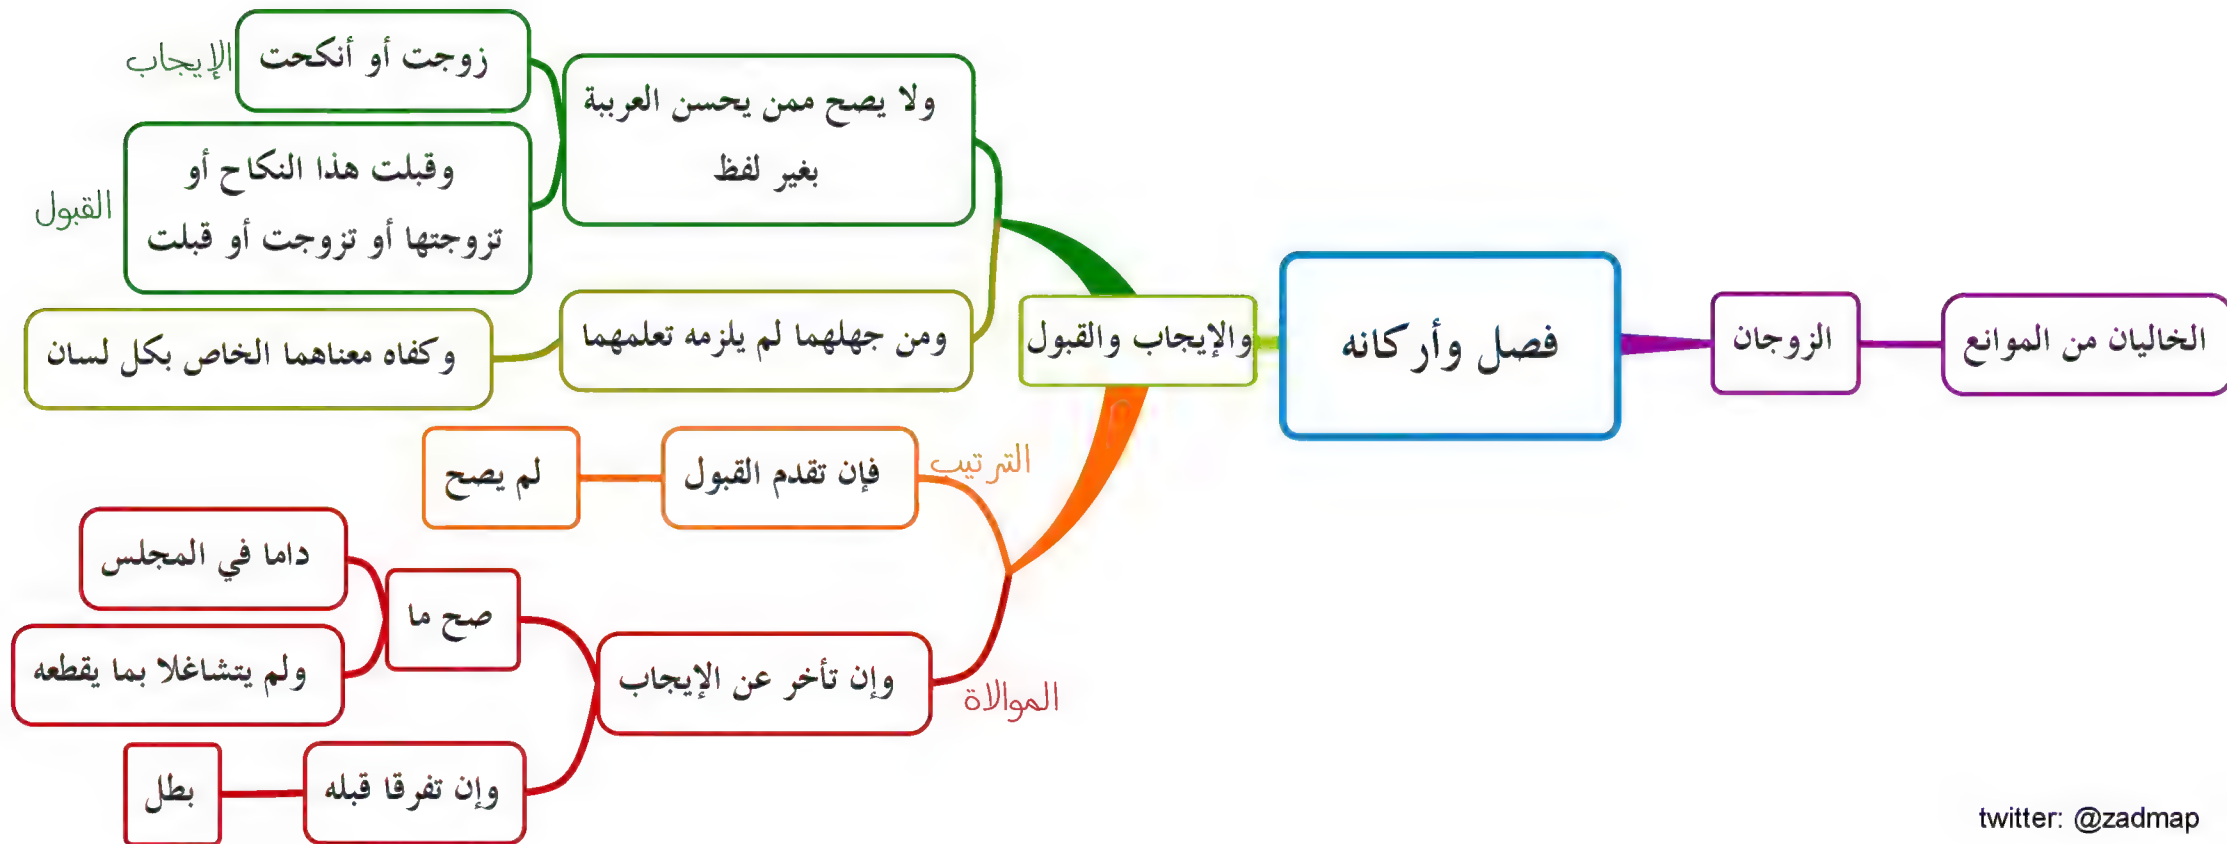 فصل وأركانه
الزوجان
الخاليان من الموانع
والإيجاب والقبول
ولا يصح ممن يحسن العربية
بغير لفظ
زوجت أو أنكحت
الإيجاب
وقبلت هذا النكاح أو
تزوجتها أو تزوجت أو قبلت
القبول
ومن جهلهما لم يلزمه تعلمهما
وكفاه معناهما الخاص بكل لسان
الترتيب
فإن تقدم القبول
لم يصح
الموالاة
وإن تأخر عن الإيجاب
صح ما
داما في المجلس
ولم يتشاغلا بما يقطعه
وإن تفرقا قبله
بطل
twitter: @zadmap